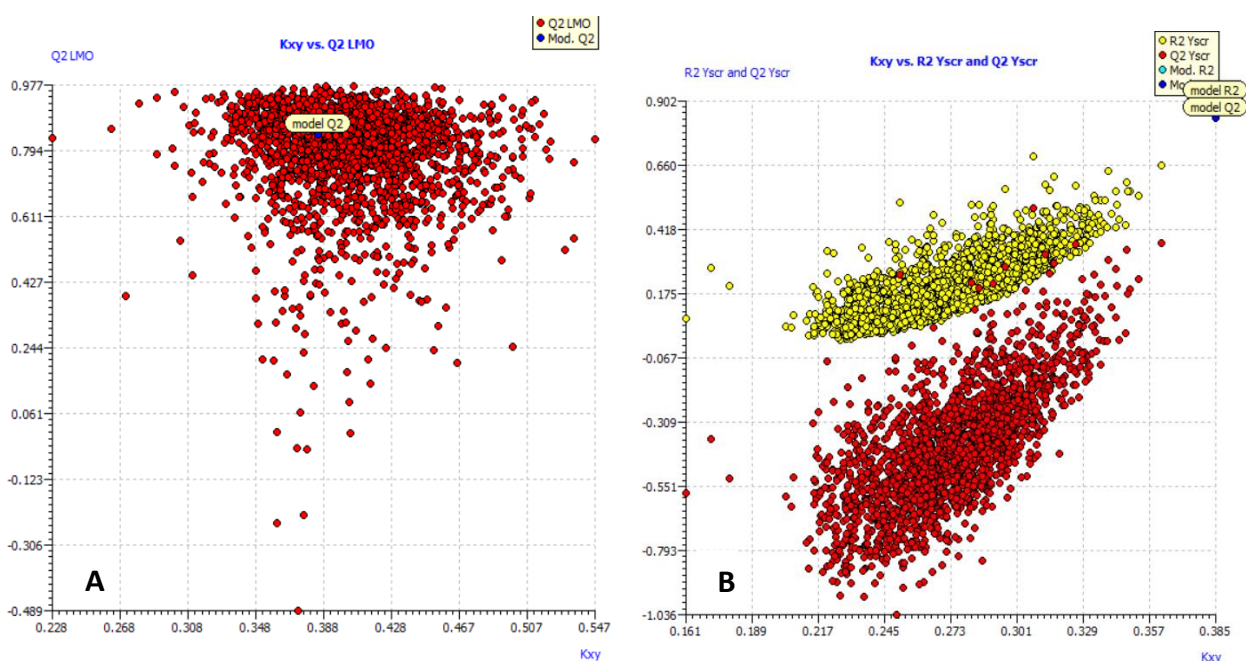 Q2 LMO
Mod. Q2
Kxy vs. Q2 LMO
Q2 LMO
0.977
0.794
0.611
0.427
0.244
0.061
-0.123
-0.306
-0.489
model Q2
A
0.228 0.268 0.308 0.348 0.388 0.428 0.467 0.507 0.547
Kxy
R2 Yscr
Q2 Yscr
Mod. R2
model R2
model Q2
Kxy vs. R2 Yscr and Q2 Yscr
R2 Yscr and Q2 Yscr
0.902
0.660
0.418
0.175
-0.067
-0.309
-0.551
-0.793
-1.036
B
0.161 0.189 0.217 0.245 0.273 0.301 0.329 0.357 0.385
Kxy